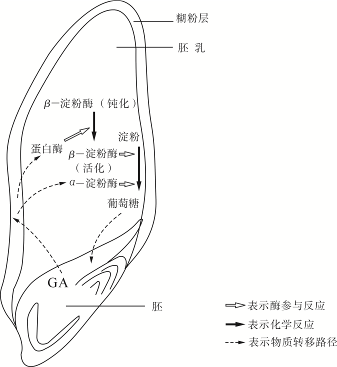 糊粉层
胚乳
β-淀粉酶（钝化）
淀粉
蛋白酶
β-淀粉酶
（活化）
α-淀粉酶
葡萄糖
GA
胚
表示酶参与反应
表示化学反应
表示物质转移路径